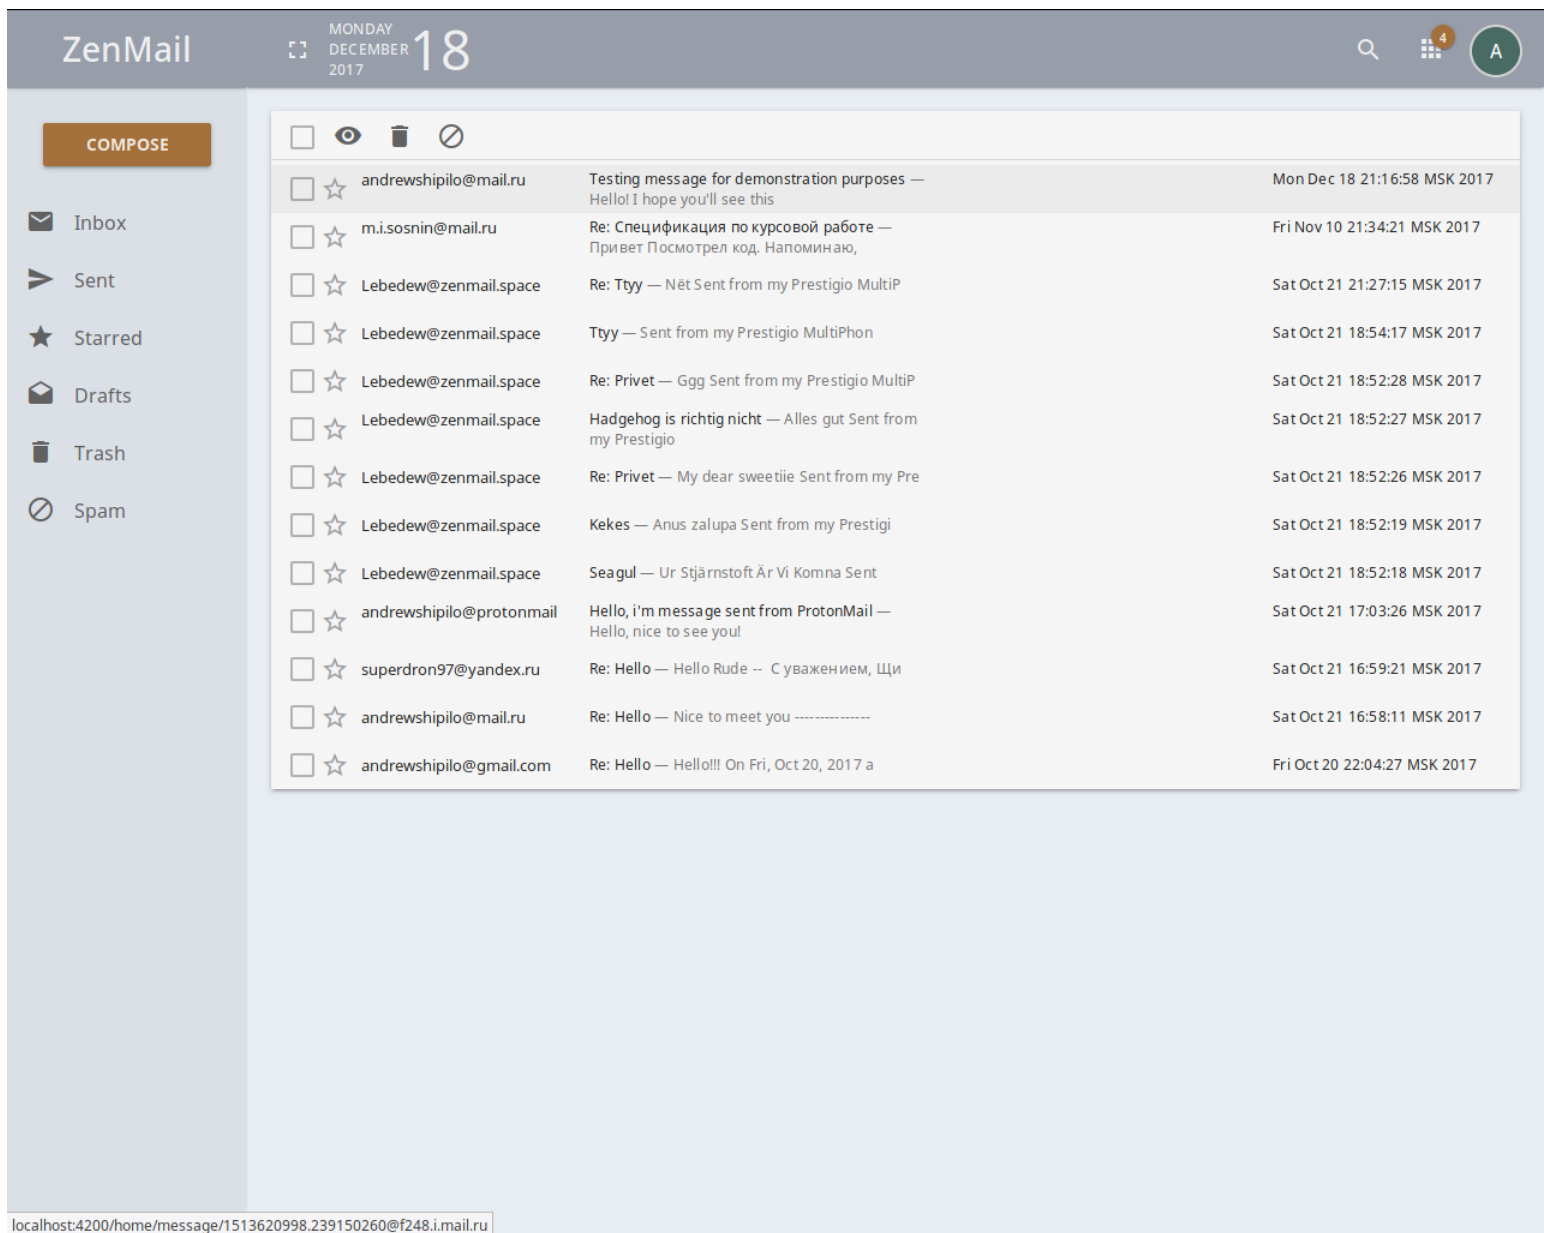 ZenMail
MONDAY
DECEMBER
2017
18
4
A
COMPOSE
Inbox
Sent
Starred
Drafts
Trash
Spam
andrewshipilo@mail.ru Testing message for demonstration purposes — Mon Dec 18 21:16:58 MSK 2017
Hello! I hope you'll see this
m.i.sosnin@mail.ru Re: Спецификация по курсовой работе — Fri Nov 10 21:34:21 MSK 2017
Привет Посмотрел код. Напоминаю,
Lebedew@zenmail.space Re: Ttyy — Nët Sent from my Prestigio MultiP Sat Oct 21 21:27:15 MSK 2017
Lebedew@zenmail.space Ttyy — Sent from my Prestigio MultiPhon Sat Oct 21 18:54:17 MSK 2017
Lebedew@zenmail.space Re: Privet — Ggg Sent from my Prestigio MultiP Sat Oct 21 18:52:28 MSK 2017
Lebedew@zenmail.space Hadgehog is richtig nicht — Alles gut Sent from Sat Oct 21 18:52:27 MSK 2017
my Prestigio
Lebedew@zenmail.space Re: Privet — My dear sweetiie Sent from my Pre Sat Oct 21 18:52:26 MSK 2017
Lebedew@zenmail.space Kekes — Anus zalupa Sent from my Prestigi Sat Oct 21 18:52:19 MSK 2017
Lebedew@zenmail.space Seagul — Ur Stjärnstoft Är Vi Komna Sent Sat Oct 21 18:52:18 MSK 2017
andrewshipilo@protonmail Hello, i'm message sent from ProtonMail — Sat Oct 21 17:03:26 MSK 2017
Hello, nice to see you!
superdron97@yandex.ru Re: Hello — Hello Rude -- С уважением, Щи Sat Oct 21 16:59:21 MSK 2017
andrewshipilo@mail.ru Re: Hello — Nice to meet you --------------- Sat Oct 21 16:58:11 MSK 2017
andrewshipilo@gmail.com Re: Hello — Hello!!! On Fri, Oct 20, 2017 a Fri Oct 20 22:04:27 MSK 2017
localhost:4200/home/message/1513620998.239150260@f248.i.mail.ru